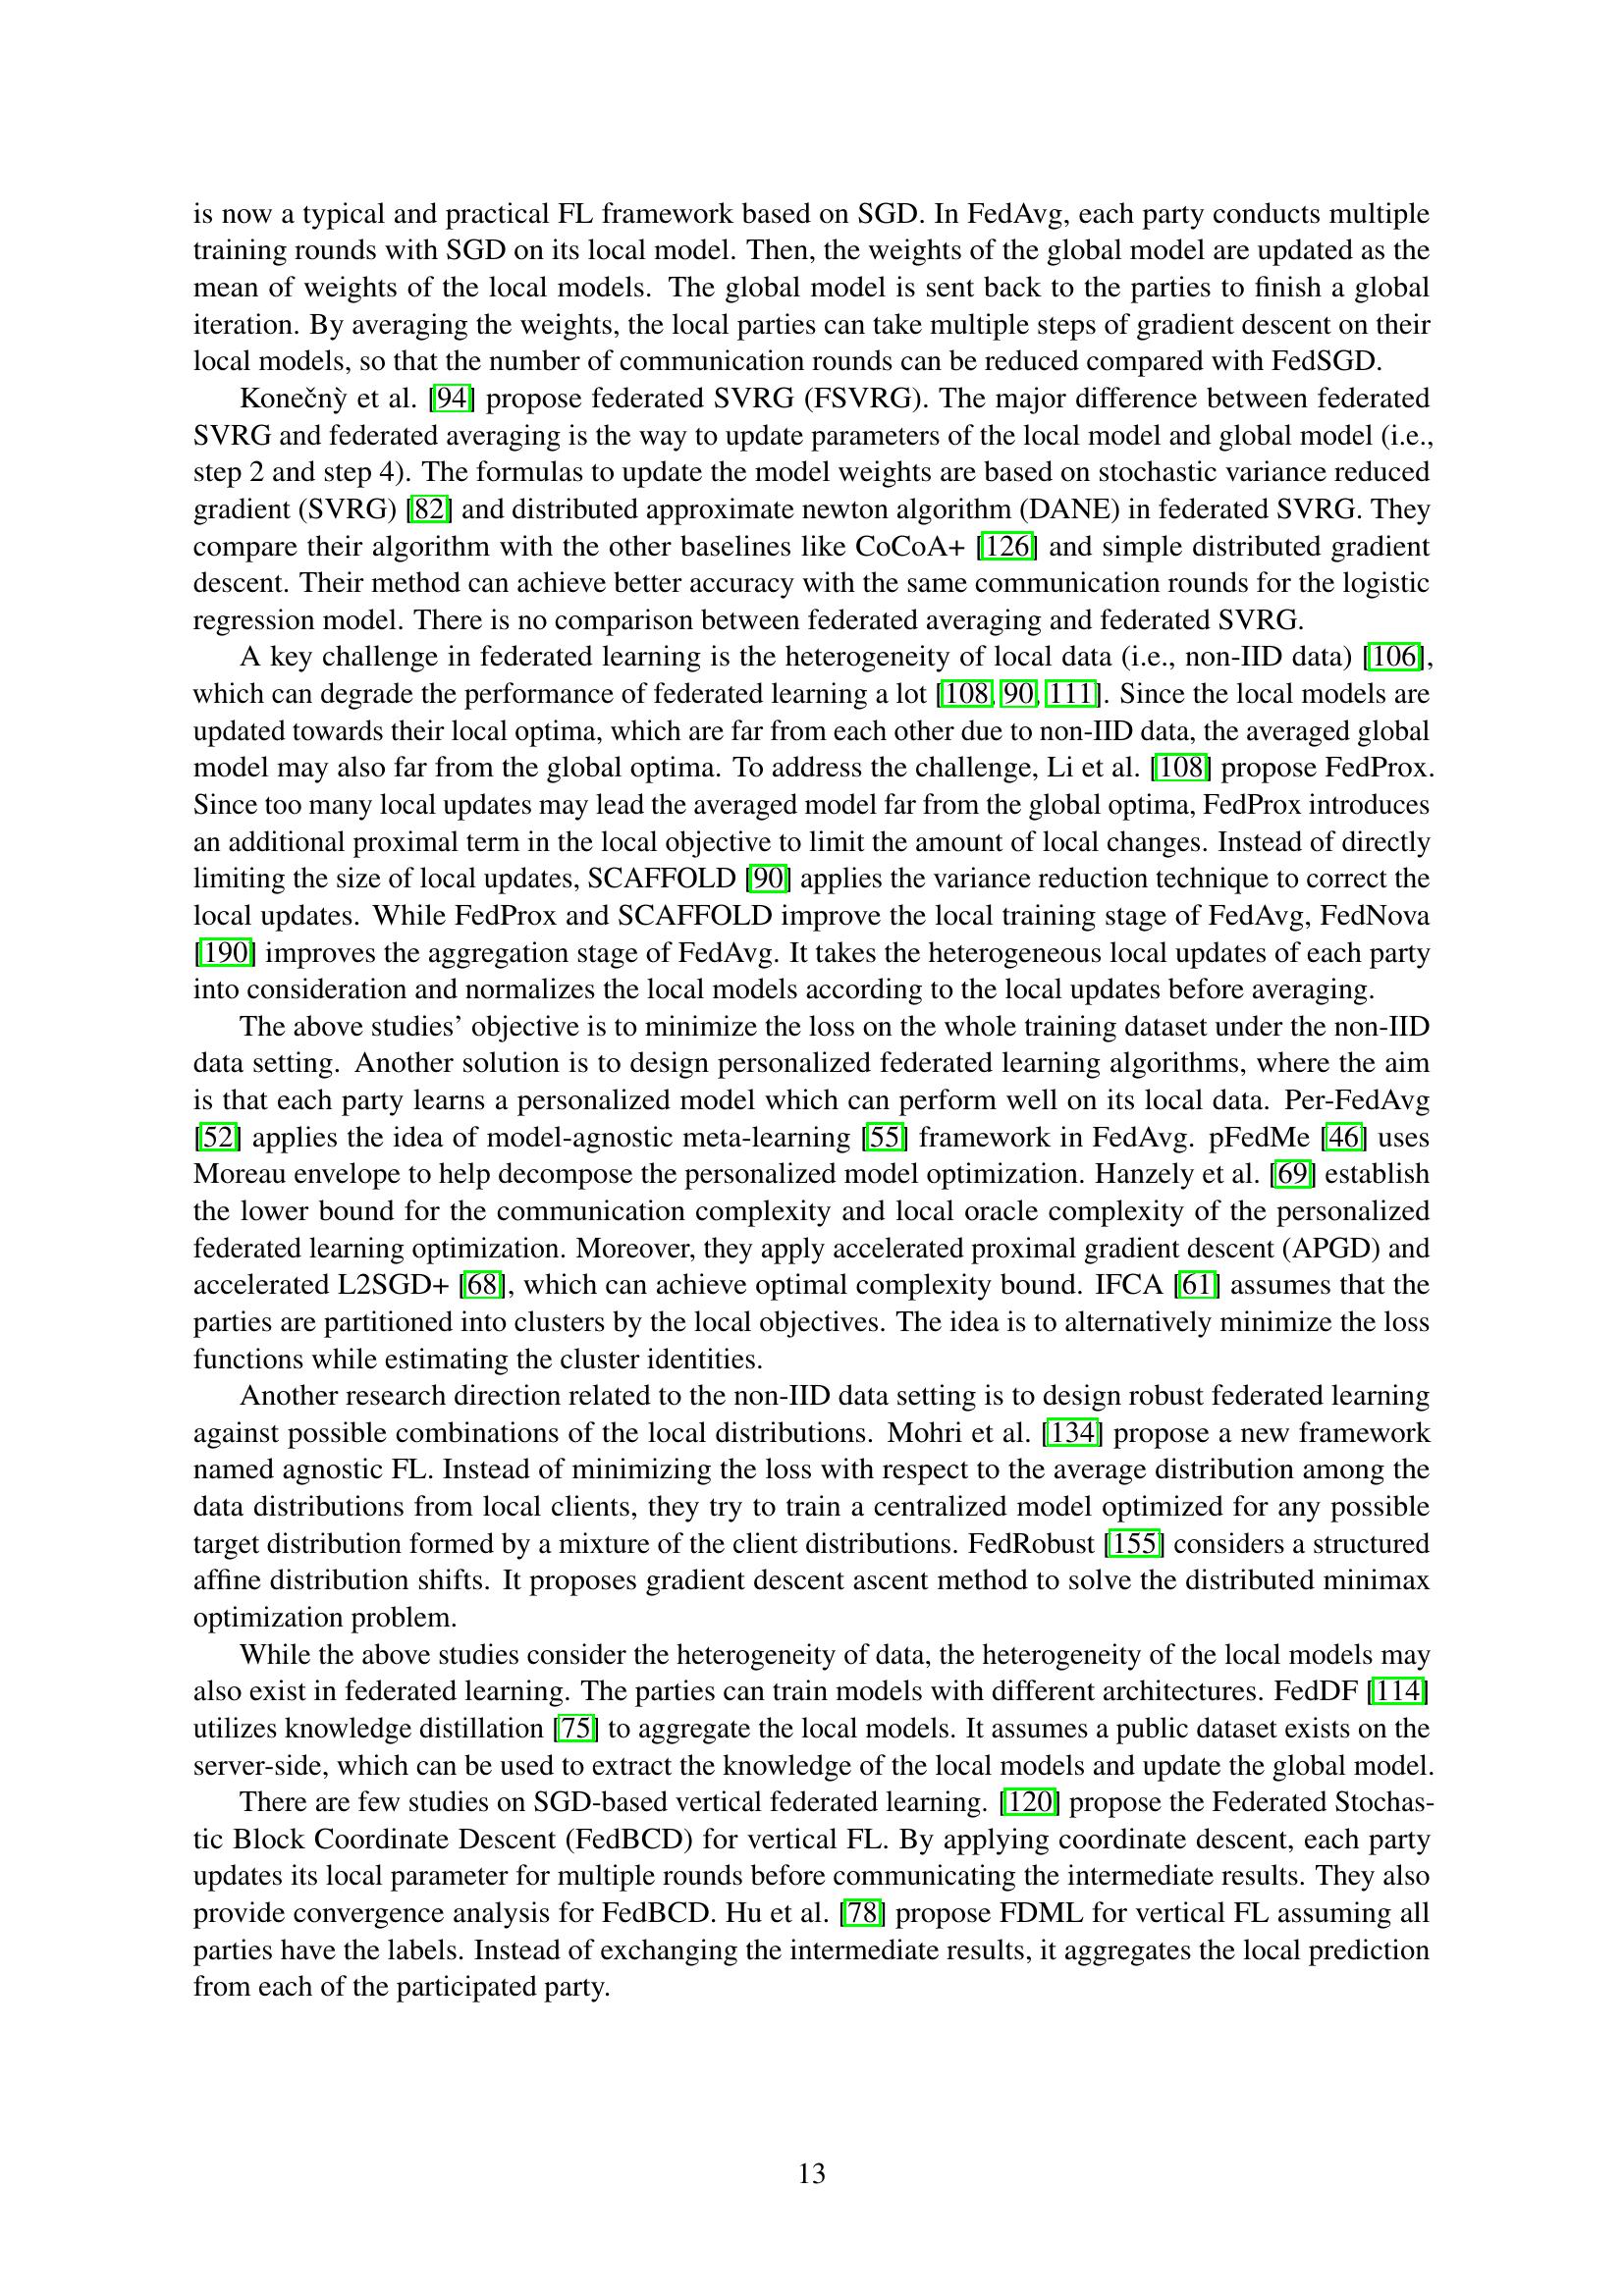 is now a typical and practical FL framework based on SGD. In FedAvg, each party conducts multiple
training rounds with SGD on its local model. Then, the weights of the global model are updated as the
mean of weights of the local models. The global model is sent back to the parties to finish a global
iteration. By averaging the weights, the local parties can take multiple steps of gradient descent on their
local models, so that the number of communication rounds can be reduced compared with FedSGD.
Konečnỳ et al. [94] propose federated SVRG (FSVRG). The major difference between federated
SVRG and federated averaging is the way to update parameters of the local model and global model (i.e.,
step 2 and step 4). The formulas to update the model weights are based on stochastic variance reduced
gradient (SVRG) [82] and distributed approximate newton algorithm (DANE) in federated SVRG. They
compare their algorithm with the other baselines like CoCoA+ [126] and simple distributed gradient
descent. Their method can achieve better accuracy with the same communication rounds for the logistic
regression model. There is no comparison between federated averaging and federated SVRG.
A key challenge in federated learning is the heterogeneity of local data (i.e., non-IID data) [106],
which can degrade the performance of federated learning a lot [108, 90, 111]. Since the local models are
updated towards their local optima, which are far from each other due to non-IID data, the averaged global
model may also far from the global optima. To address the challenge, Li et al. [108] propose FedProx.
Since too many local updates may lead the averaged model far from the global optima, FedProx introduces
an additional proximal term in the local objective to limit the amount of local changes. Instead of directly
limiting the size of local updates, SCAFFOLD [90] applies the variance reduction technique to correct the
local updates. While FedProx and SCAFFOLD improve the local training stage of FedAvg, FedNova
[190] improves the aggregation stage of FedAvg. It takes the heterogeneous local updates of each party
into consideration and normalizes the local models according to the local updates before averaging.
The above studies' objective is to minimize the loss on the whole training dataset under the non-IID
data setting. Another solution is to design personalized federated learning algorithms, where the aim
is that each party learns a personalized model which can perform well on its local data. Per-FedAvg
[52] applies the idea of model-agnostic meta-learning [55] framework in FedAvg. pFedMe [46] uses
Moreau envelope to help decompose the personalized model optimization. Hanzely et al. [69] establish
the lower bound for the communication complexity and local oracle complexity of the personalized
federated learning optimization. Moreover, they apply accelerated proximal gradient descent (APGD) and
accelerated L2SGD+ [68], which can achieve optimal complexity bound. IFCA [61] assumes that the
parties are partitioned into clusters by the local objectives. The idea is to alternatively minimize the loss
functions while estimating the cluster identities.
Another research direction related to the non-IID data setting is to design robust federated learning
against possible combinations of the local distributions. Mohri et al. [134] propose a new framework
named agnostic FL. Instead of minimizing the loss with respect to the average distribution among the
data distributions from local clients, they try to train a centralized model optimized for any possible
target distribution formed by a mixture of the client distributions. FedRobust [155] considers a structured
affine distribution shifts. It proposes gradient descent ascent method to solve the distributed minimax
optimization problem.
While the above studies consider the heterogeneity of data, the heterogeneity of the local models may
also exist in federated learning. The parties can train models with different architectures. FedDF [114]
utilizes knowledge distillation [75] to aggregate the local models. It assumes a public dataset exists on the
server-side, which can be used to extract the knowledge of the local models and update the global model.
There are few studies on SGD-based vertical federated learning. [120] propose the Federated Stochas-
tic Block Coordinate Descent (FedBCD) for vertical FL. By applying coordinate descent, each party
updates its local parameter for multiple rounds before communicating the intermediate results. They also
provide convergence analysis for FedBCD. Hu et al. [78] propose FDML for vertical FL assuming all
parties have the labels. Instead of exchanging the intermediate results, it aggregates the local prediction
from each of the participated party.
13